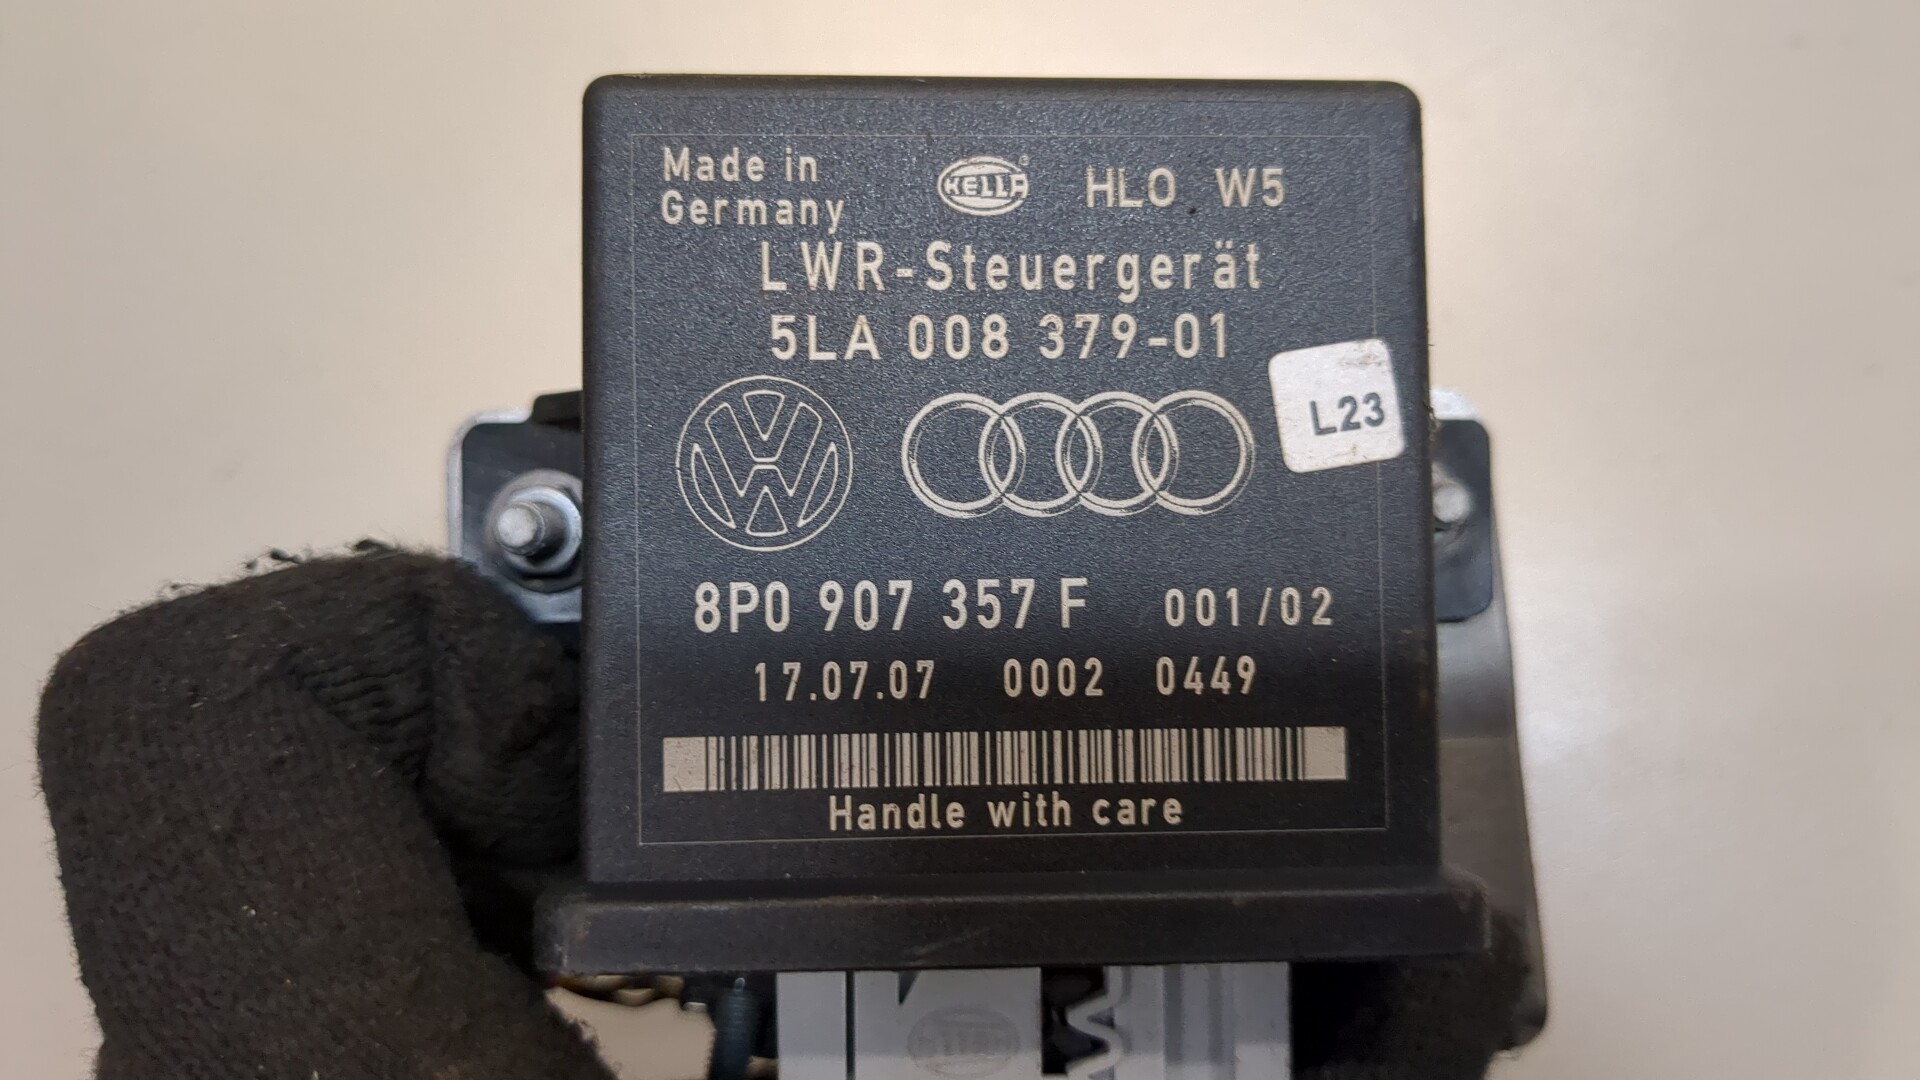 Made in
Germany
HELLA
HLO W5
LWR-Steuergerät
5LA 008 379-01
L23
8P0 907 357 F 001/02
17.07.07 0002 0449
Handle with care